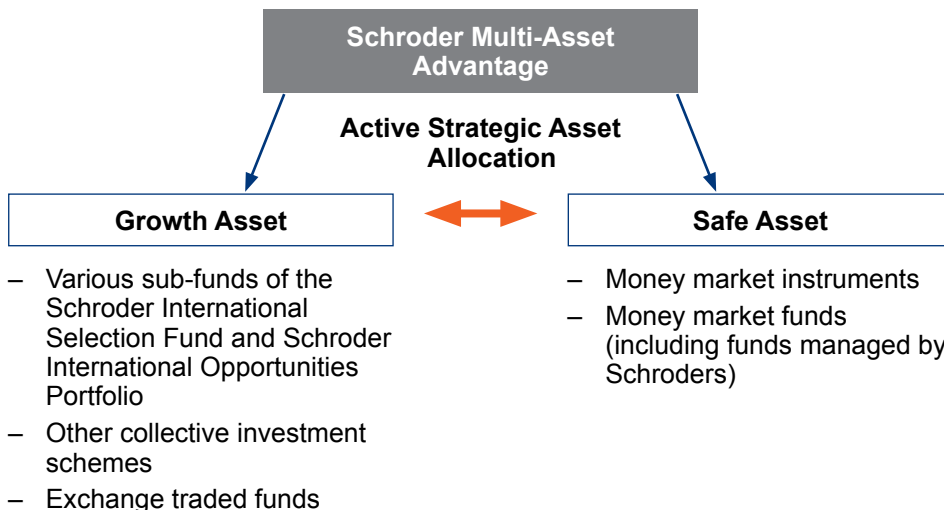 Schroder Multi-Asset
Advantage
Active Strategic Asset
Allocation
Growth Asset
– Various sub-funds of the
Schroder International
Selection Fund and Schroder
International Opportunities
Portfolio
– Other collective investment
schemes
– Exchange traded funds
Safe Asset
– Money market instruments
– Money market funds
(including funds managed by
Schroders)